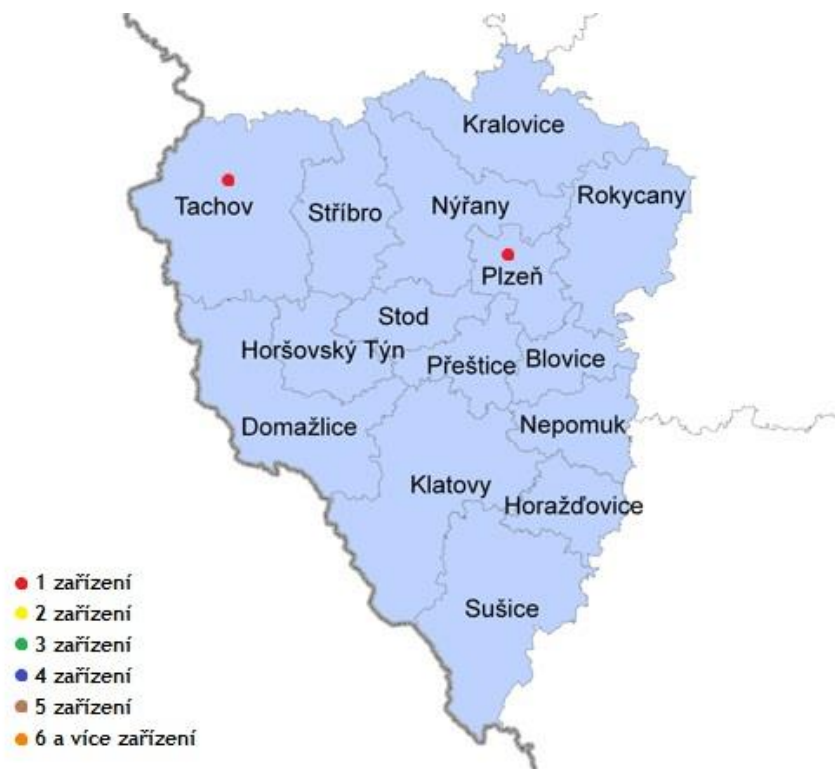 Kralovice
Rokycany
Tachov
Stříbro
Nýřany
Plzeň
Stod
Horšovský Týn
Přeštice
Blovice
Domažlice
Nepomuk
Klatovy
Horažďovice
Sušice
1 zařízení
2 zařízení
3 zařízení
4 zařízení
5 zařízení
6 a více zařízení